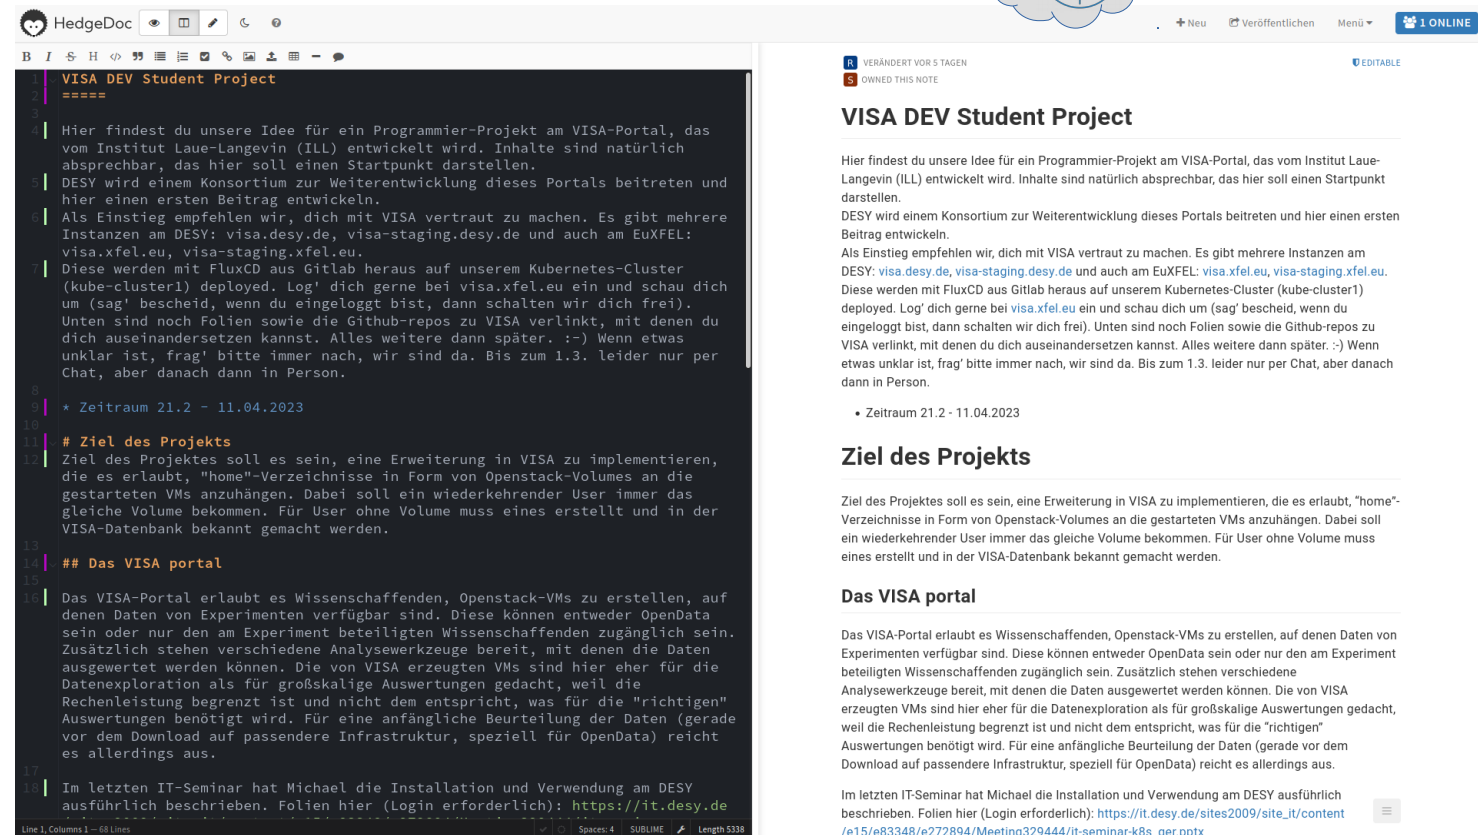 HedgeDoc
+ Neu
Veröffentlichen
Menü
1 ONLINE
B I S H
1 VISA DEV Student Project
2 =====
3
4 Hier findest du unsere Idee für ein Programmier-Projekt am VISA-Portal, das
vom Institut Laue-Langevin (ILL) entwickelt wird. Inhalte sind natürlich
absprechbar, das hier soll einen Startpunkt darstellen.
5 DESY wird einem Konsortium zur Weiterentwicklung dieses Portals beitreten und
hier einen ersten Beitrag entwickeln.
6 Als Einstieg empfehlen wir, dich mit VISA vertraut zu machen. Es gibt mehrere
Instanzen am DESY: visa.desy.de, visa-staging.desy.de und auch am EuXFEL:
visa.xfel.eu, visa-staging.xfel.eu.
7 Diese werden mit FluxCD aus Gitlab heraus auf unserem Kubernetes-Cluster
(kube-cluster1) deployed. Log' dich gerne bei visa.xfel.eu ein und schau dich
um (sag' bescheid, wenn du eingeloggt bist, dann schalten wir dich frei).
Unten sind noch Folien sowie die Github-repos zu VISA verlinkt, mit denen du
dich auseinandersetzen kannst. Alles weitere dann später. :-) Wenn etwas
unklar ist, frag' bitte immer nach, wir sind da. Bis zum 1.3. leider nur per
Chat, aber danach dann in Person.
8
9 * Zeitraum 21.2 - 11.04.2023
10
11 # Ziel des Projekts
12 Ziel des Projektes soll es sein, eine Erweiterung in VISA zu implementieren,
die es erlaubt, "home"-Verzeichnisse in Form von Openstack-Volumes an die
gestarteten VMs anzuhängen. Dabei soll ein wiederkehrender User immer das
gleiche Volume bekommen. Für User ohne Volume muss eines erstellt und in der
VISA-Datenbank bekannt gemacht werden.
13
14 ## Das VISA portal
15
16 Das VISA-Portal erlaubt es Wissenschaffenden, Openstack-VMs zu erstellen, auf
denen Daten von Experimenten verfügbar sind. Diese können entweder OpenData
sein oder nur den am Experiment beteiligten Wissenschaffenden zugänglich sein.
Zusätzlich stehen verschiedene Analysewerkzeuge bereit, mit denen die Daten
ausgewertet werden können. Die von VISA erzeugten VMs sind hier eher für die
Datenexploration als für großskalige Auswertungen gedacht, weil die
Rechenleistung begrenzt ist und nicht dem entspricht, was für die "richtigen"
Auswertungen benötigt wird. Für eine anfängliche Beurteilung der Daten (gerade
vor dem Download auf passendere Infrastruktur, speziell für OpenData) reicht
es allerdings aus.
17
18 Im letzten IT-Seminar hat Michael die Installation und Verwendung am DESY
ausführlich beschrieben. Folien hier (Login erforderlich): https://it.desy.de
Line 1, Columns 1 — 68 Lines
Spaces: 4
SUBLIME
Length 5338
R VERÄNDERT VOR 5 TAGEN
S OWNED THIS NOTE
EDITABLE
VISA DEV Student Project
Hier findest du unsere Idee für ein Programmier-Projekt am VISA-Portal, das vom Institut Laue-
Langevin (ILL) entwickelt wird. Inhalte sind natürlich absprechbar, das hier soll einen Startpunkt
darstellen.
DESY wird einem Konsortium zur Weiterentwicklung dieses Portals beitreten und hier einen ersten
Beitrag entwickeln.
Als Einstieg empfehlen wir, dich mit VISA vertraut zu machen. Es gibt mehrere Instanzen am
DESY: visa.desy.de, visa-staging.desy.de und auch am EuXFEL: visa.xfel.eu, visa-staging.xfel.eu.
Diese werden mit FluxCD aus Gitlab heraus auf unserem Kubernetes-Cluster (kube-cluster1)
deployed. Log’ dich gerne bei visa.xfel.eu ein und schau dich um (sag’ bescheid, wenn du
eingeloggt bist, dann schalten wir dich frei). Unten sind noch Folien sowie die Github-repos zu
VISA verlinkt, mit denen du dich auseinandersetzen kannst. Alles weitere dann später. :-) Wenn
etwas unklar ist, frag’ bitte immer nach, wir sind da. Bis zum 1.3. leider nur per Chat, aber danach
dann in Person.
• Zeitraum 21.2 - 11.04.2023
Ziel des Projekts
Ziel des Projektes soll es sein, eine Erweiterung in VISA zu implementieren, die es erlaubt, “home”-
Verzeichnisse in Form von Openstack-Volumes an die gestarteten VMs anzuhängen. Dabei soll
ein wiederkehrender User immer das gleiche Volume bekommen. Für User ohne Volume muss
eines erstellt und in der VISA-Datenbank bekannt gemacht werden.
Das VISA portal
Das VISA-Portal erlaubt es Wissenschaffenden, Openstack-VMs zu erstellen, auf denen Daten von
Experimenten verfügbar sind. Diese können entweder OpenData sein oder nur den am Experiment
beteiligten Wissenschaffenden zugänglich sein. Zusätzlich stehen verschiedene
Analysewerkzeuge bereit, mit denen die Daten ausgewertet werden können. Die von VISA
erzeugten VMs sind hier eher für die Datenexploration als für großskalige Auswertungen gedacht,
weil die Rechenleistung begrenzt ist und nicht dem entspricht, was für die “richtigen”
Auswertungen benötigt wird. Für eine anfängliche Beurteilung der Daten (gerade vor dem
Download auf passendere Infrastruktur, speziell für OpenData) reicht es allerdings aus.
Im letzten IT-Seminar hat Michael die Installation und Verwendung am DESY ausführlich
beschrieben. Folien hier (Login erforderlich): https://it.desy.de/sites2009/site_it/content
/e15/e83348/e272894/Meeting329444/it-seminar-k8s_ger.pptx